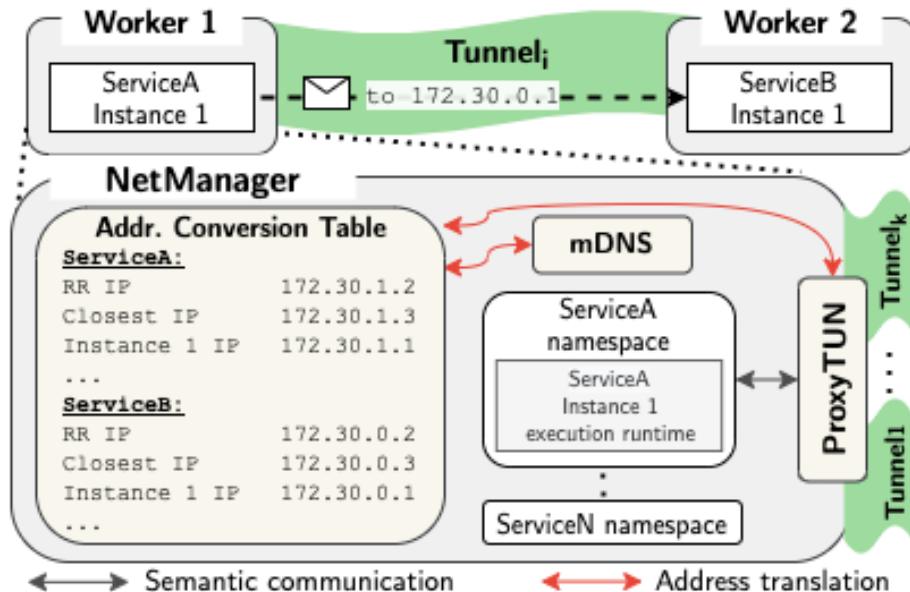 Worker 1
Tunnel_i
Worker 2
ServiceA
Instance 1
to 172.30.0.1
ServiceB
Instance 1
NetManager
Addr. Conversion Table
ServiceA:
RR IP 172.30.1.2
Closest IP 172.30.1.3
Instance 1 IP 172.30.1.1
...
ServiceB:
RR IP 172.30.0.2
Closest IP 172.30.0.3
Instance 1 IP 172.30.0.1
...
mDNS
ServiceA
namespace
ServiceA
Instance 1
execution runtime
ServiceN namespace
ProxyTUN
Tunnel_k
Tunnel1
Semantic communication
Address translation